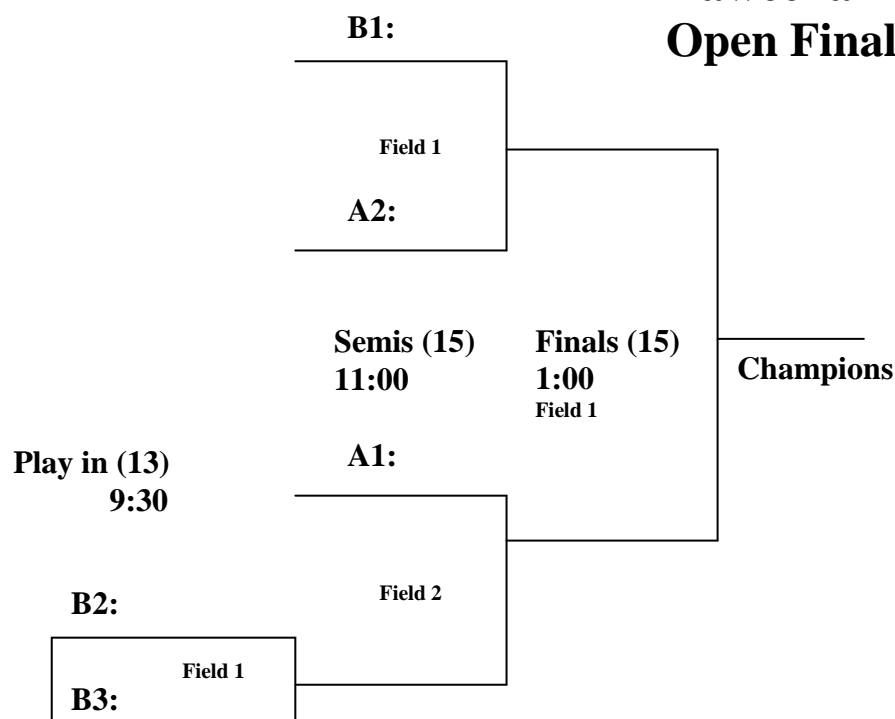 Open Final
B1:
Field 1
A2:
Semis (15)
11:00
Finals (15)
1:00
Field 1
Champions
Play in (13)
9:30
A1:
Field 2
B2:
Field 1
B3: